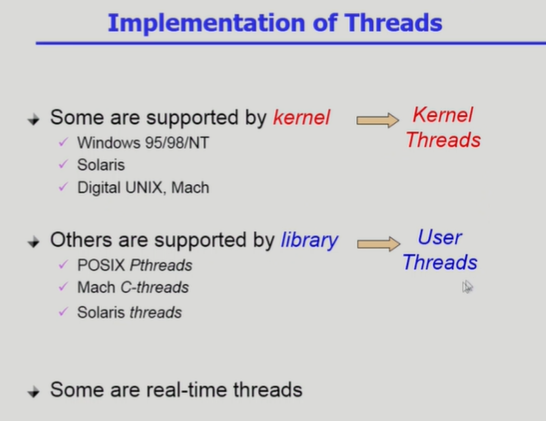 Implementation of Threads
Some are supported by kernel
Kernel
Threads
Windows 95/98/NT
Solaris
Digital UNIX, Mach
Others are supported by library
User
Threads
POSIX Pthreads
Mach C-threads
Solaris threads
Some are real-time threads